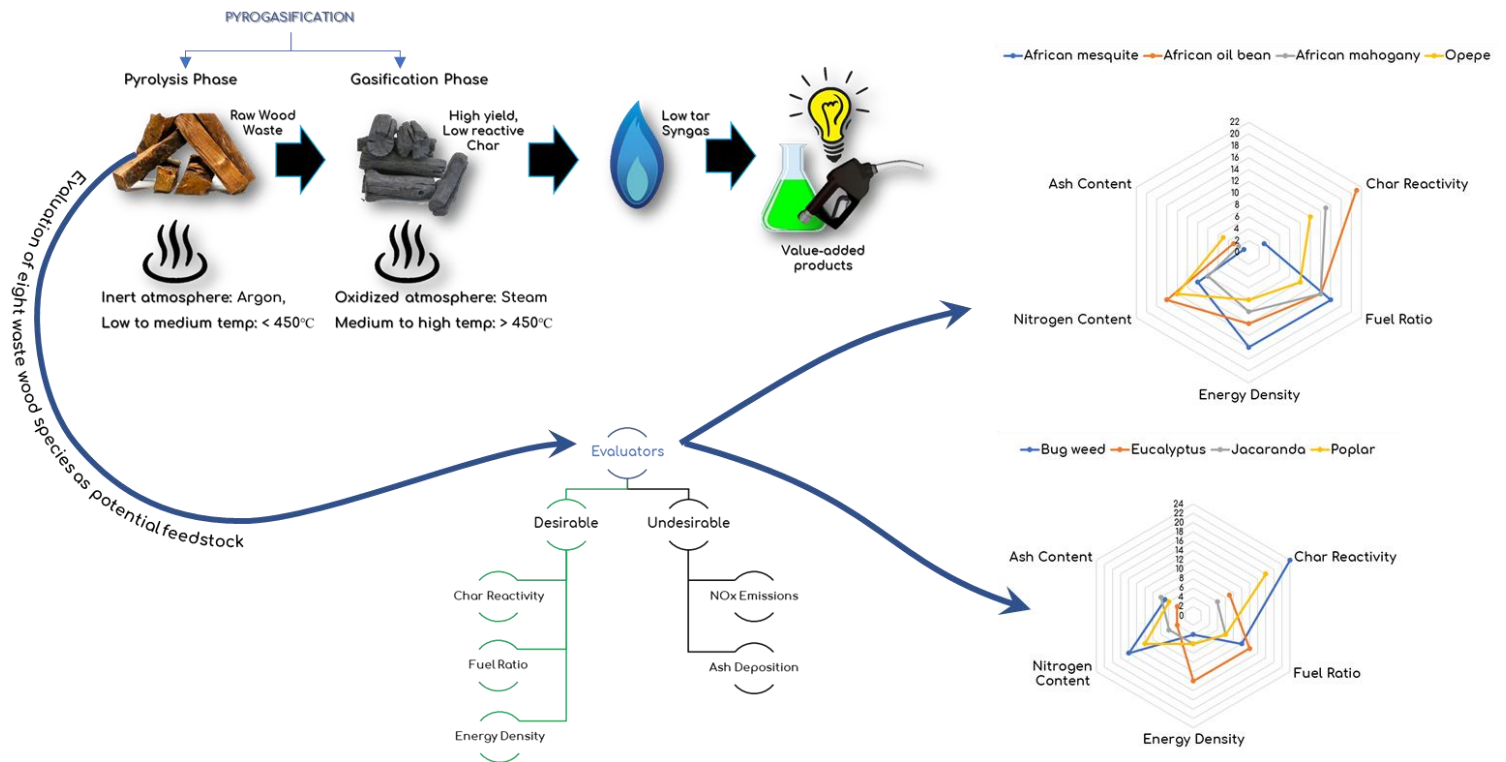 PYROGASIFICATION
Pyrolysis Phase
Gasification Phase
Raw Wood
Waste
High yield,
Low reactive
Char
Low tar
Syngas
Value-added
products
Inert atmosphere: Argon,
Low to medium temp: < 450℃
Oxidized atmosphere: Steam
Medium to high temp: > 450℃
Evaluation of eight waste wood species as potential feedstock
Evaluators
Desirable
Undesirable
Char Reactivity
NOx Emissions
Fuel Ratio
Ash Deposition
Energy Density
African mesquite
African oil bean
African mahogany
Opepe
22
20
18
16
14
12
10
8
6
4
2
0
Ash Content
Char Reactivity
Nitrogen Content
Fuel Ratio
Energy Density
Bug weed
Eucalyptus
Jacaranda
Poplar
24
22
20
18
16
14
12
10
8
6
4
2
0
Ash Content
Char Reactivity
Nitrogen
Content
Fuel Ratio
Energy Density